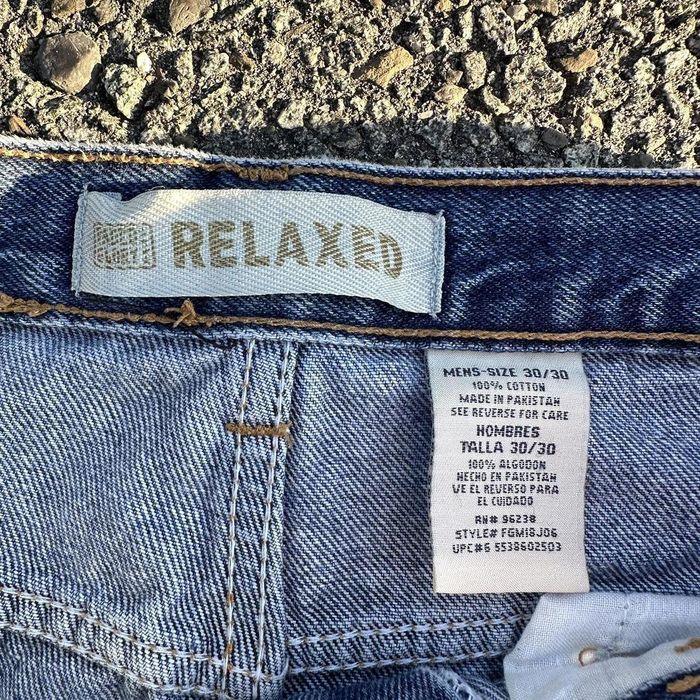 RELAXED
MENS-SIZE 30/30
100% COTTON
MADE IN PAKISTAN
SEE REVERSE FOR CARE
HOMBRES
TALLA 30/30
100% ALGODON
HECHO EN PAKISTAN
VE EL REVERSO PARA
EL CUIDADO
RN# 96238
STYLE# FGM18J06
UPC#6 5538602503